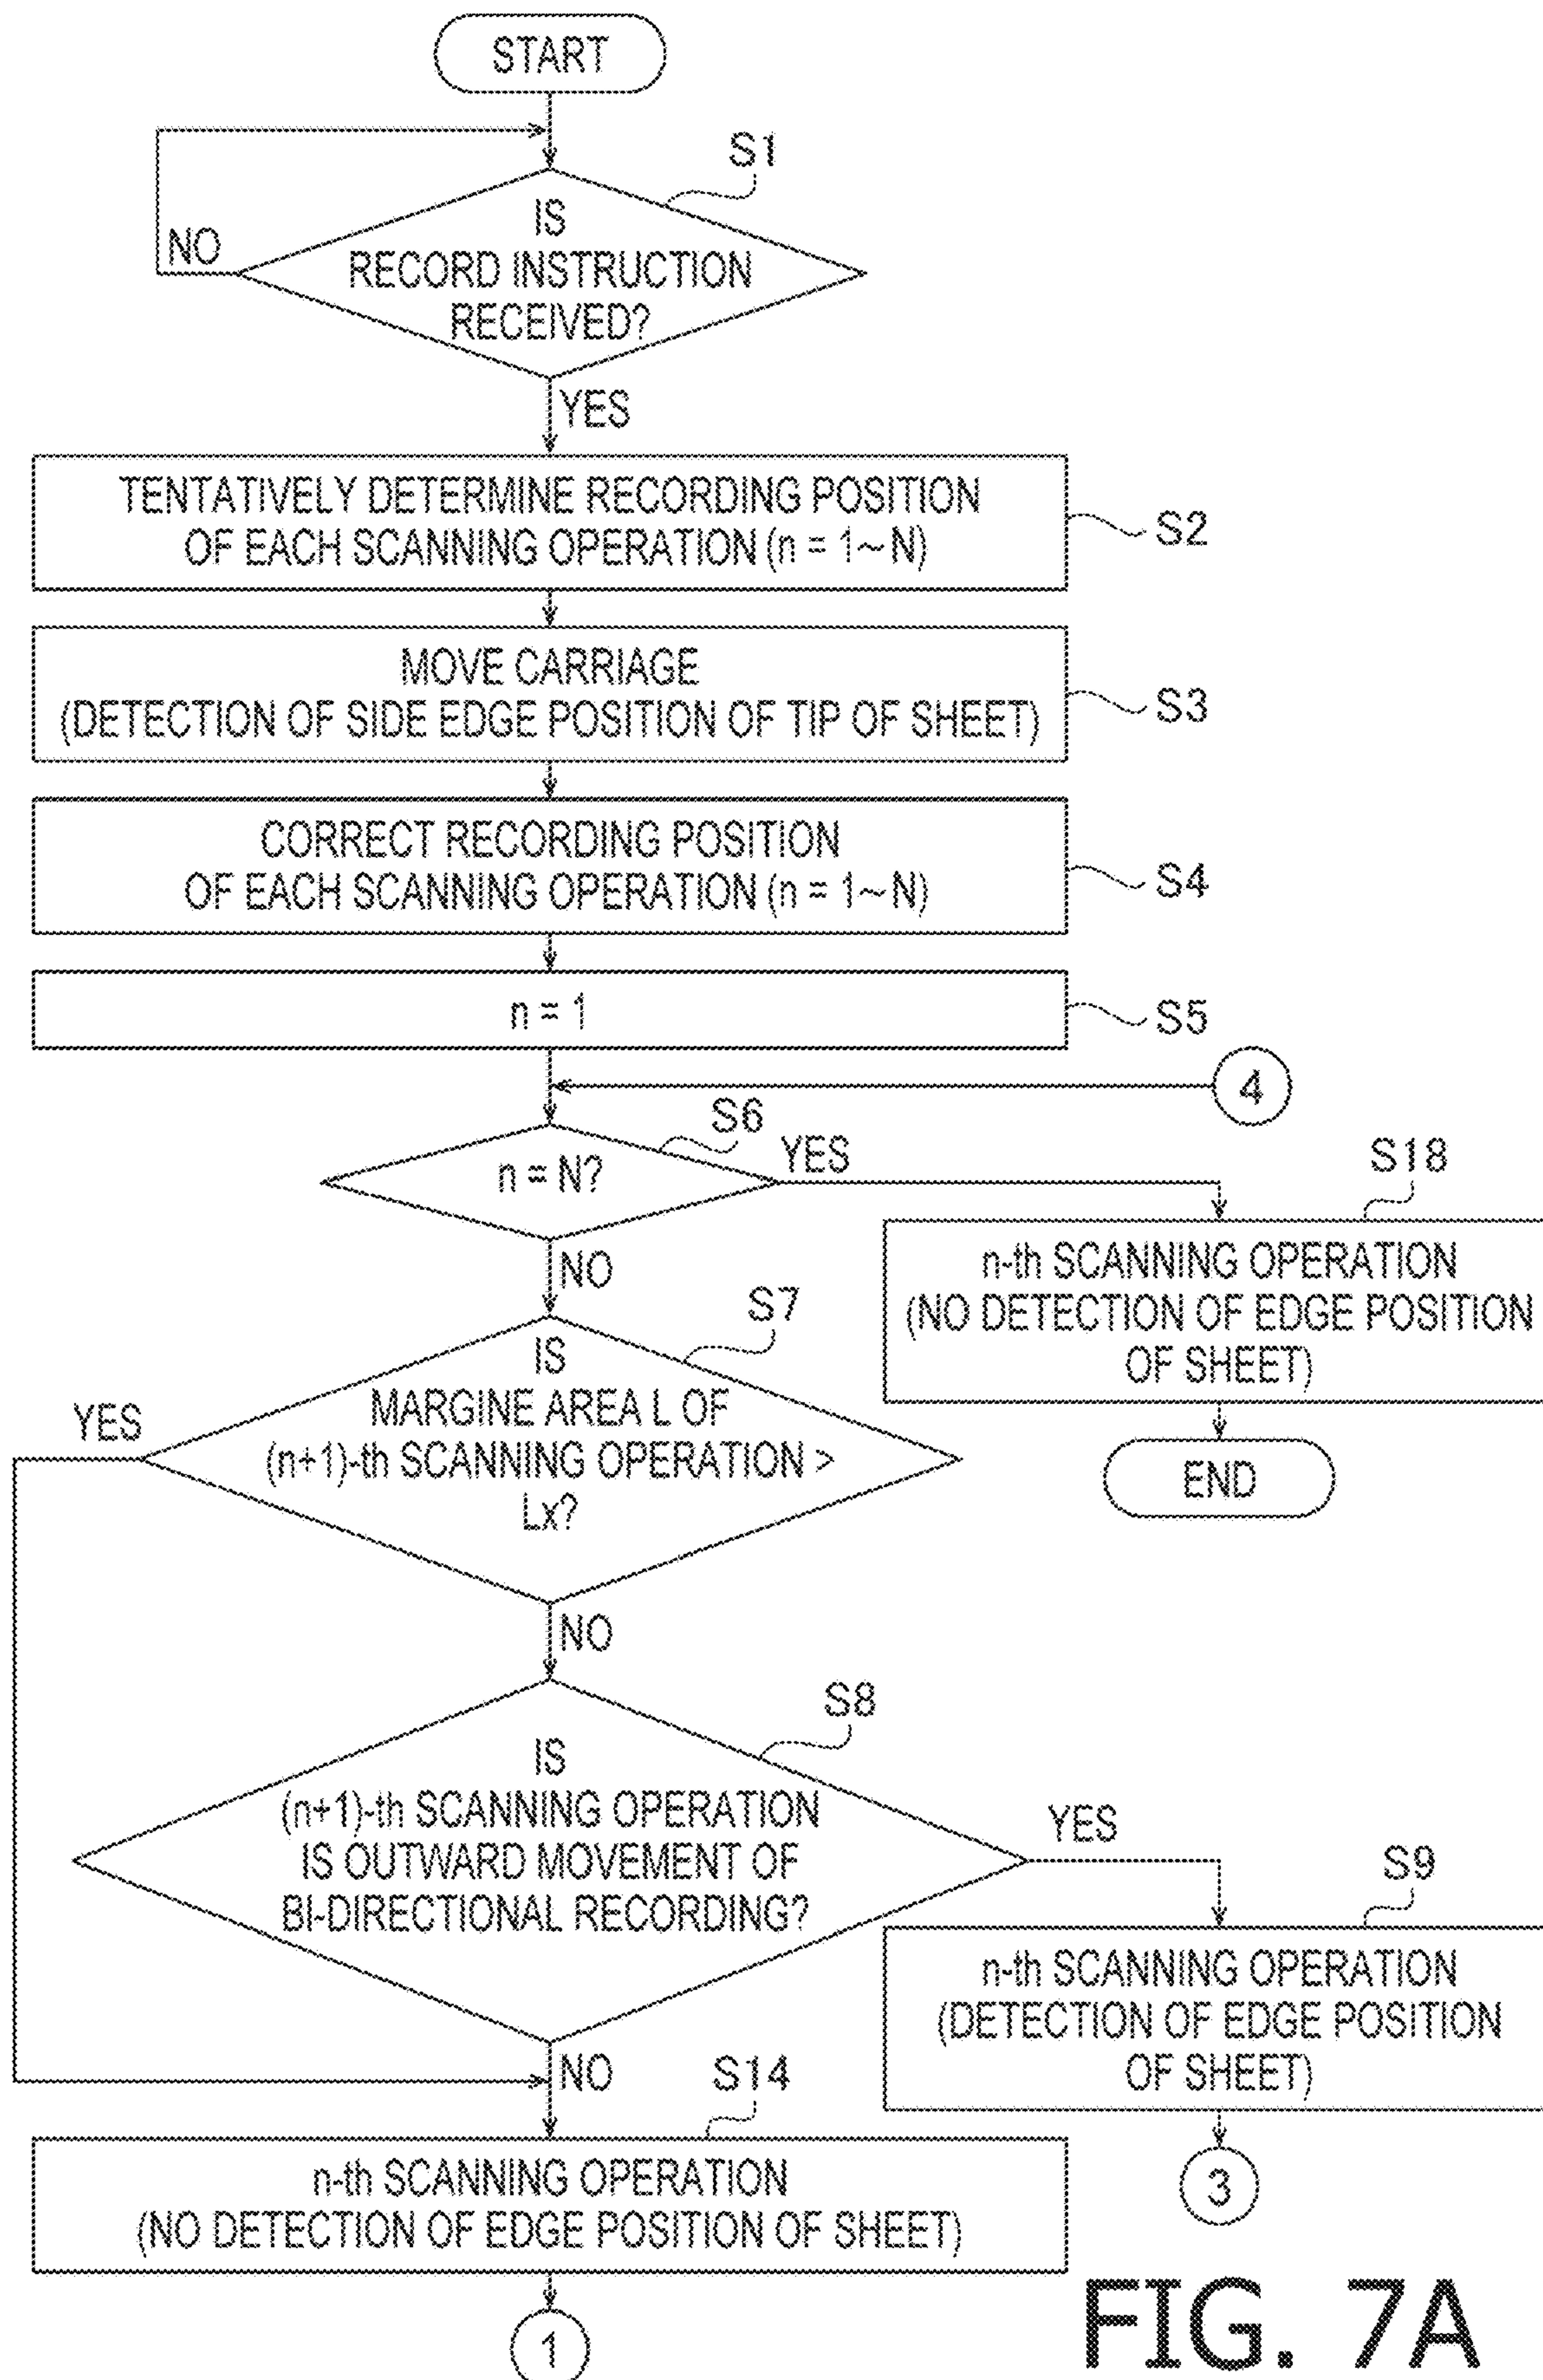 START
S1
IS
RECORD INSTRUCTION
RECEIVED?
NO
YES
TENTATIVELY DETERMINE RECORDING POSITION
OF EACH SCANNING OPERATION (n = 1~N)
S2
MOVE CARRIAGE
(DETECTION OF SIDE EDGE POSITION OF TIP OF SHEET)
S3
CORRECT RECORDING POSITION
OF EACH SCANNING OPERATION (n = 1~N)
S4
n = 1
S5
4
S6
n = N?
YES
NO
S18
n-th SCANNING OPERATION
(NO DETECTION OF EDGE POSITION
OF SHEET)
END
S7
IS
MARGINE AREA L OF
(n+1)-th SCANNING OPERATION >
Lx?
YES
NO
S8
IS
(n+1)-th SCANNING OPERATION
IS OUTWARD MOVEMENT OF
BI-DIRECTIONAL RECORDING?
YES
NO
S9
n-th SCANNING OPERATION
(DETECTION OF EDGE POSITION
OF SHEET)
3
S14
n-th SCANNING OPERATION
(NO DETECTION OF EDGE POSITION OF SHEET)
1
FIG. 7A